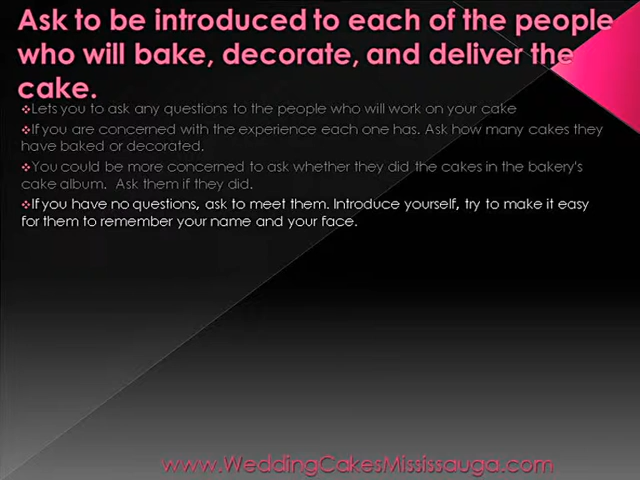 Ask to be introduced to each of the people
who will bake, decorate, and deliver the
cake.
❖Lets you to ask any questions to the people who will work on your cake
❖If you are concerned with the experience each one has. Ask how many cakes they
have baked or decorated.
❖You could be more concerned to ask whether they did the cakes in the bakery's
cake album. Ask them if they did.
❖If you have no questions, ask to meet them. Introduce yourself, try to make it easy
for them to remember your name and your face.
www.WeddingCakesMississauga.com